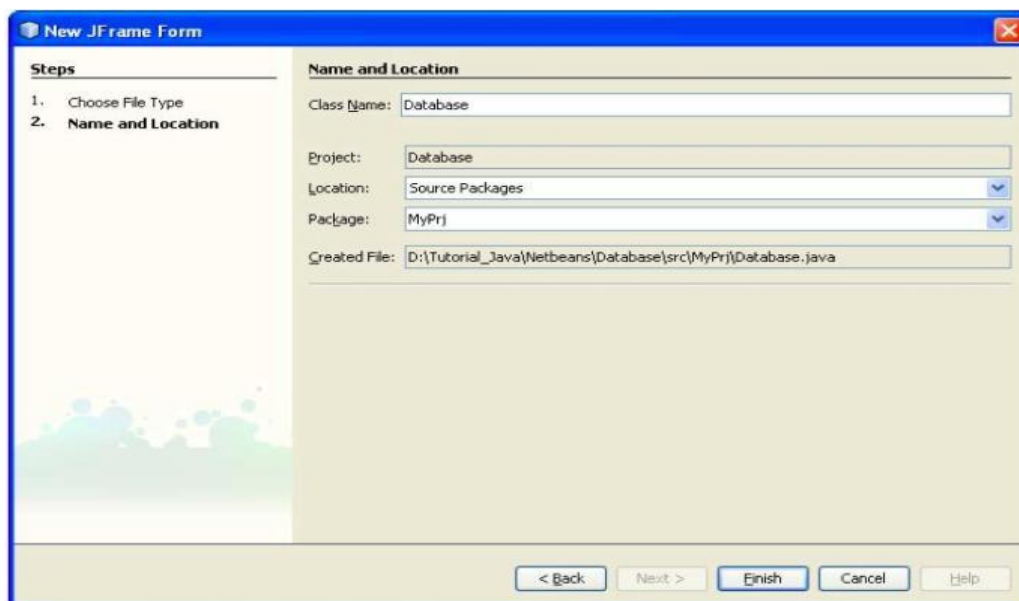 New JFrame Form
Steps
1. Choose File Type
2. Name and Location
Name and Location
Class Name: Database
Project: Database
Location: Source Packages
Package: MyPrj
Created File: D:\Tutorial_Java\Netbeans\Database\src\MyPrj\Database.java
< Back Next > Finish Cancel Help